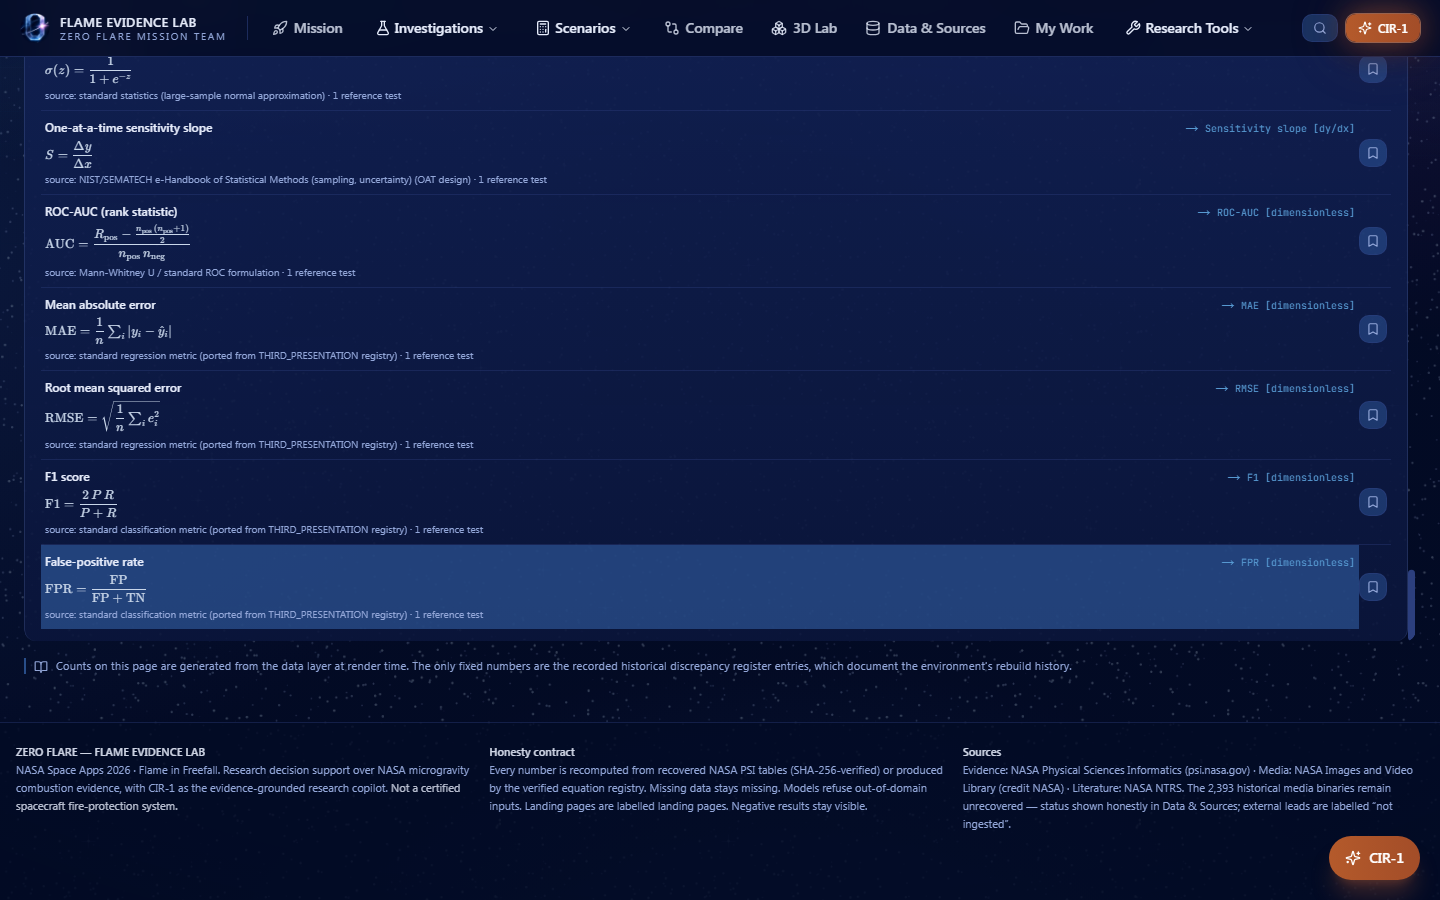 FLAME EVIDENCE LAB
ZERO FLARE MISSION TEAM
Mission
Investigations
Scenarios
Compare
3D Lab
Data & Sources
My Work
Research Tools
CIR-1
σ(z) = 1 / (1 + e^−z)
source: standard statistics (large-sample normal approximation) · 1 reference test
One-at-a-time sensitivity slope
→ Sensitivity slope [dy/dx]
S = Δy / Δx
source: NIST/SEMATECH e-Handbook of Statistical Methods (sampling, uncertainty) (OAT design) · 1 reference test
ROC-AUC (rank statistic)
→ ROC-AUC [dimensionless]
AUC = (R_pos − n_pos (n_pos+1) / 2) / (n_pos n_neg)
source: Mann-Whitney U / standard ROC formulation · 1 reference test
Mean absolute error
→ MAE [dimensionless]
MAE = 1/n ∑_i |y_i − ŷ_i|
source: standard regression metric (ported from THIRD_PRESENTATION registry) · 1 reference test
Root mean squared error
→ RMSE [dimensionless]
RMSE = √(1/n ∑_i e_i^2)
source: standard regression metric (ported from THIRD_PRESENTATION registry) · 1 reference test
F1 score
→ F1 [dimensionless]
F1 = 2 P R / (P + R)
source: standard classification metric (ported from THIRD_PRESENTATION registry) · 1 reference test
False-positive rate
→ FPR [dimensionless]
FPR = FP / (FP + TN)
source: standard classification metric (ported from THIRD_PRESENTATION registry) · 1 reference test
Counts on this page are generated from the data layer at render time. The only fixed numbers are the recorded historical discrepancy register entries, which document the environment's rebuild history.
ZERO FLARE — FLAME EVIDENCE LAB
NASA Space Apps 2026 · Flame in Freefall. Research decision support over NASA microgravity
combustion evidence, with CIR-1 as the evidence-grounded research copilot. Not a certified
spacecraft fire-protection system.
Honesty contract
Every number is recomputed from recovered NASA PSI tables (SHA-256-verified) or produced
by the verified equation registry. Missing data stays missing. Models refuse out-of-domain
inputs. Landing pages are labelled landing pages. Negative results stay visible.
Sources
Evidence: NASA Physical Sciences Informatics (psi.nasa.gov) · Media: NASA Images and Video
Library (credit NASA) · Literature: NASA NTRS. The 2,393 historical media binaries remain
unrecovered — status shown honestly in Data & Sources; external leads are labelled "not
ingested".
CIR-1